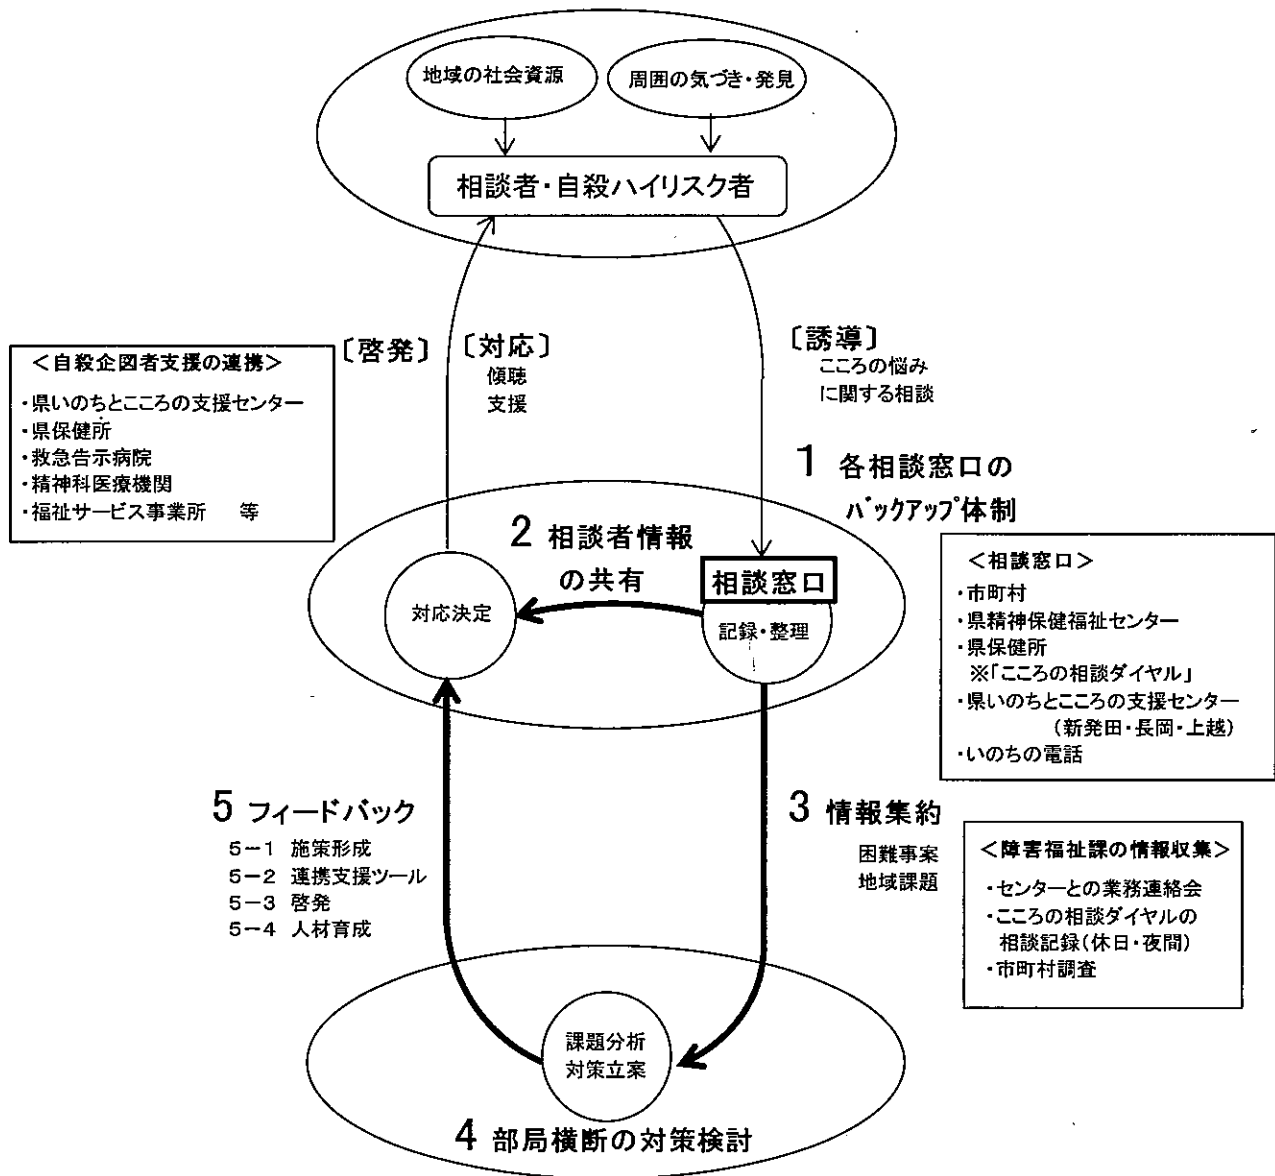 地域の社会資源
周囲の気づき・発見
相談者・自殺ハイリスク者
〔啓発〕
〔対応〕
傾聴
支援
〔誘導〕
こころの悩み
に関する相談
＜自殺企図者支援の連携＞
・県いのちとこころの支援センター
・県保健所
・救急告示病院
・精神科医療機関
・福祉サービス事業所　等
1 各相談窓口の
バックアップ体制
2 相談者情報
の共有
相談窓口
記録・整理
対応決定
＜相談窓口＞
・市町村
・県精神保健福祉センター
・県保健所
※「こころの相談ダイヤル」
・県いのちとこころの支援センター
（新発田・長岡・上越）
・いのちの電話
5 フィードバック
5－1 施策形成
5－2 連携支援ツール
5－3 啓発
5－4 人材育成
3 情報集約
困難事案
地域課題
＜障害福祉課の情報収集＞
・センターとの業務連絡会
・こころの相談ダイヤルの
相談記録（休日・夜間）
・市町村調査
課題分析
対策立案
4 部局横断の対策検討